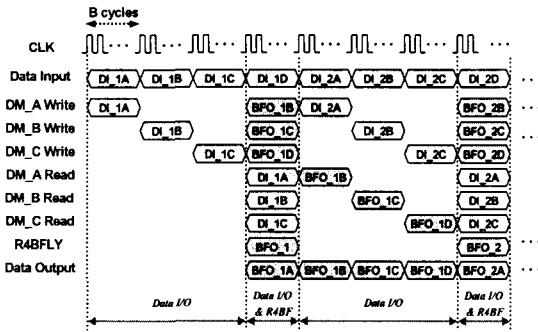 B cycles
CLK ··· ··· ··· ··· ··· ··· ··· ···
Data Input DI_1A DI_1B DI_1C DI_1D DI_2A DI_2B DI_2C DI_2D ···
DM_A Write DI_1A BFO_1B DI_2A BFO_2B ···
DM_B Write DI_1B BFO_1C DI_2B BFO_2C ···
DM_C Write DI_1C BFO_1D DI_2C BFO_2D
DM_A Read DI_1A BFO_1B DI_2A
DM_B Read DI_1B BFO_1C DI_2B
DM_C Read DI_1C BFO_1D DI_2C
R4BFLY BFO_1 BFO_2 ···
Data Output BFO_1A BFO_1B BFO_1C BFO_1D BFO_2A ···
Data I/O Data I/O Data I/O Data I/O
& R4BF & R4BF